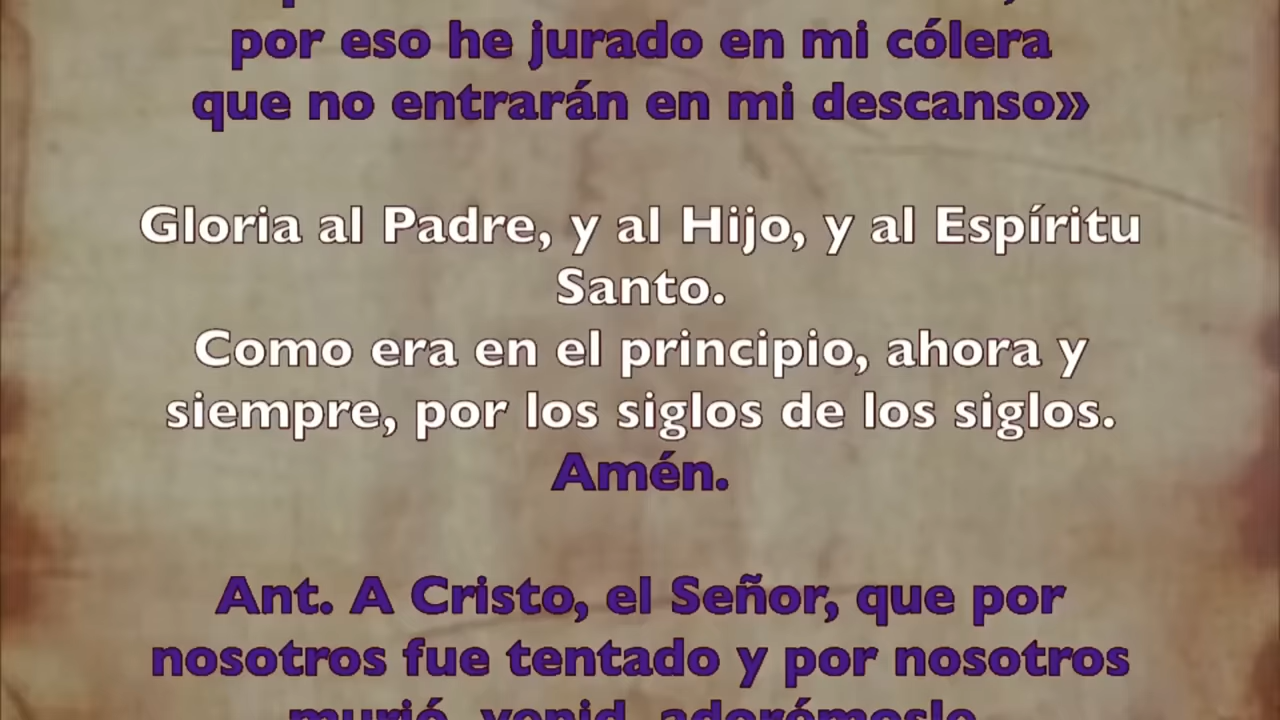 por eso he jurado en mi cólera
que no entrarán en mi descanso»
Gloria al Padre, y al Hijo, y al Espíritu
Santo.
Como era en el principio, ahora y
siempre, por los siglos de los siglos.
Amén.
Ant. A Cristo, el Señor, que por
nosotros fue tentado y por nosotros
murió, venid, adorémosle.